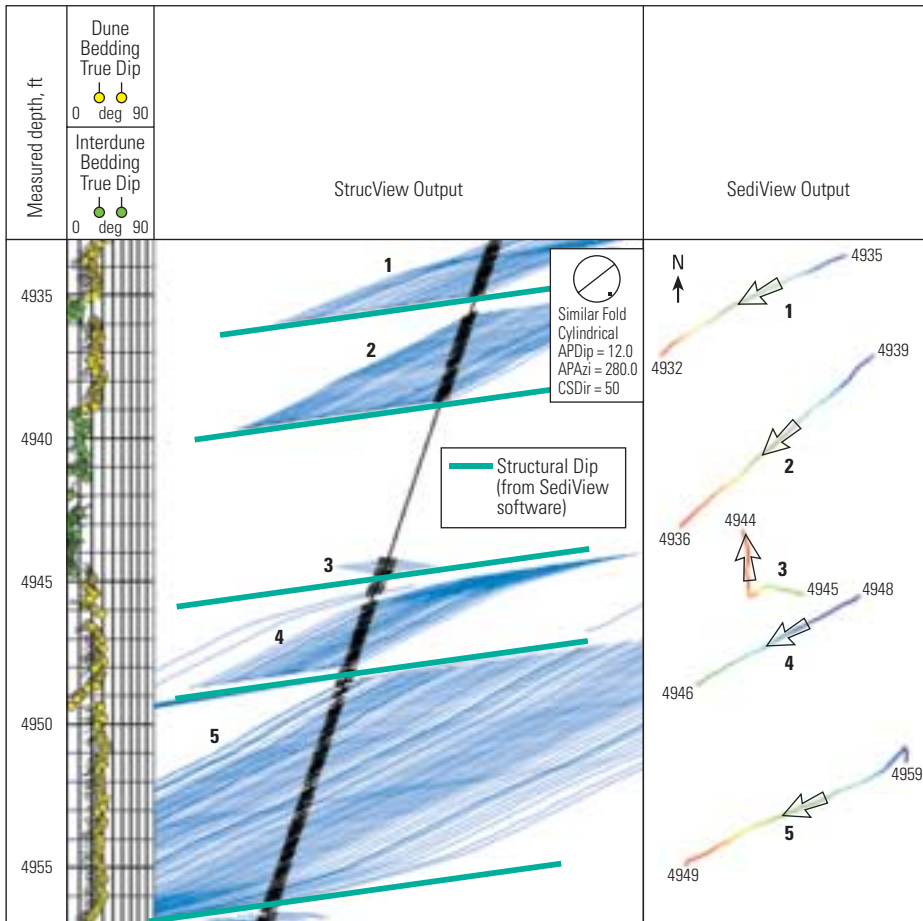 Measured depth, ft
Dune
Bedding
True Dip
0 deg 90
Interdune
Bedding
True Dip
0 deg 90
StrucView Output
SediView Output
4935
4940
4945
4950
4955
1
2
3
4
5
Similar Fold
Cylindrical
APDip = 12.0
APAzi = 280.0
CSDir = 50
Structural Dip
(from SediView
software)
N
4935
1
4932
4939
2
4936
4944
3
4945
4948
4
4946
4959
5
4949